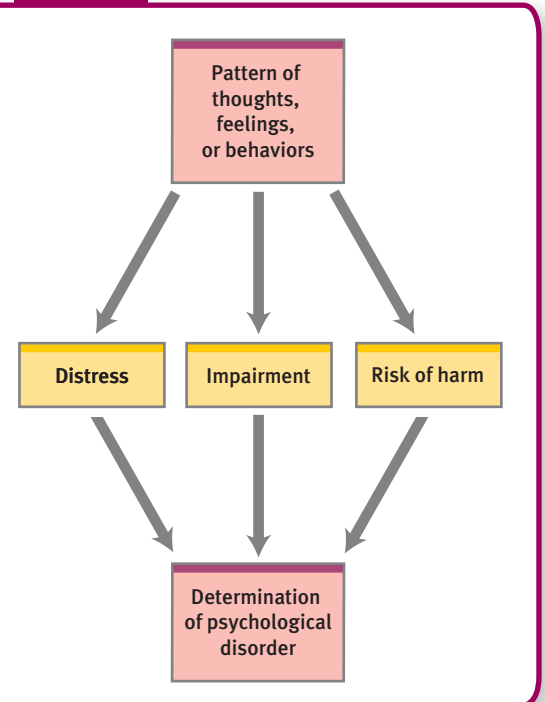 Pattern of
thoughts,
feelings,
or behaviors
Distress
Impairment
Risk of harm
Determination
of psychological
disorder